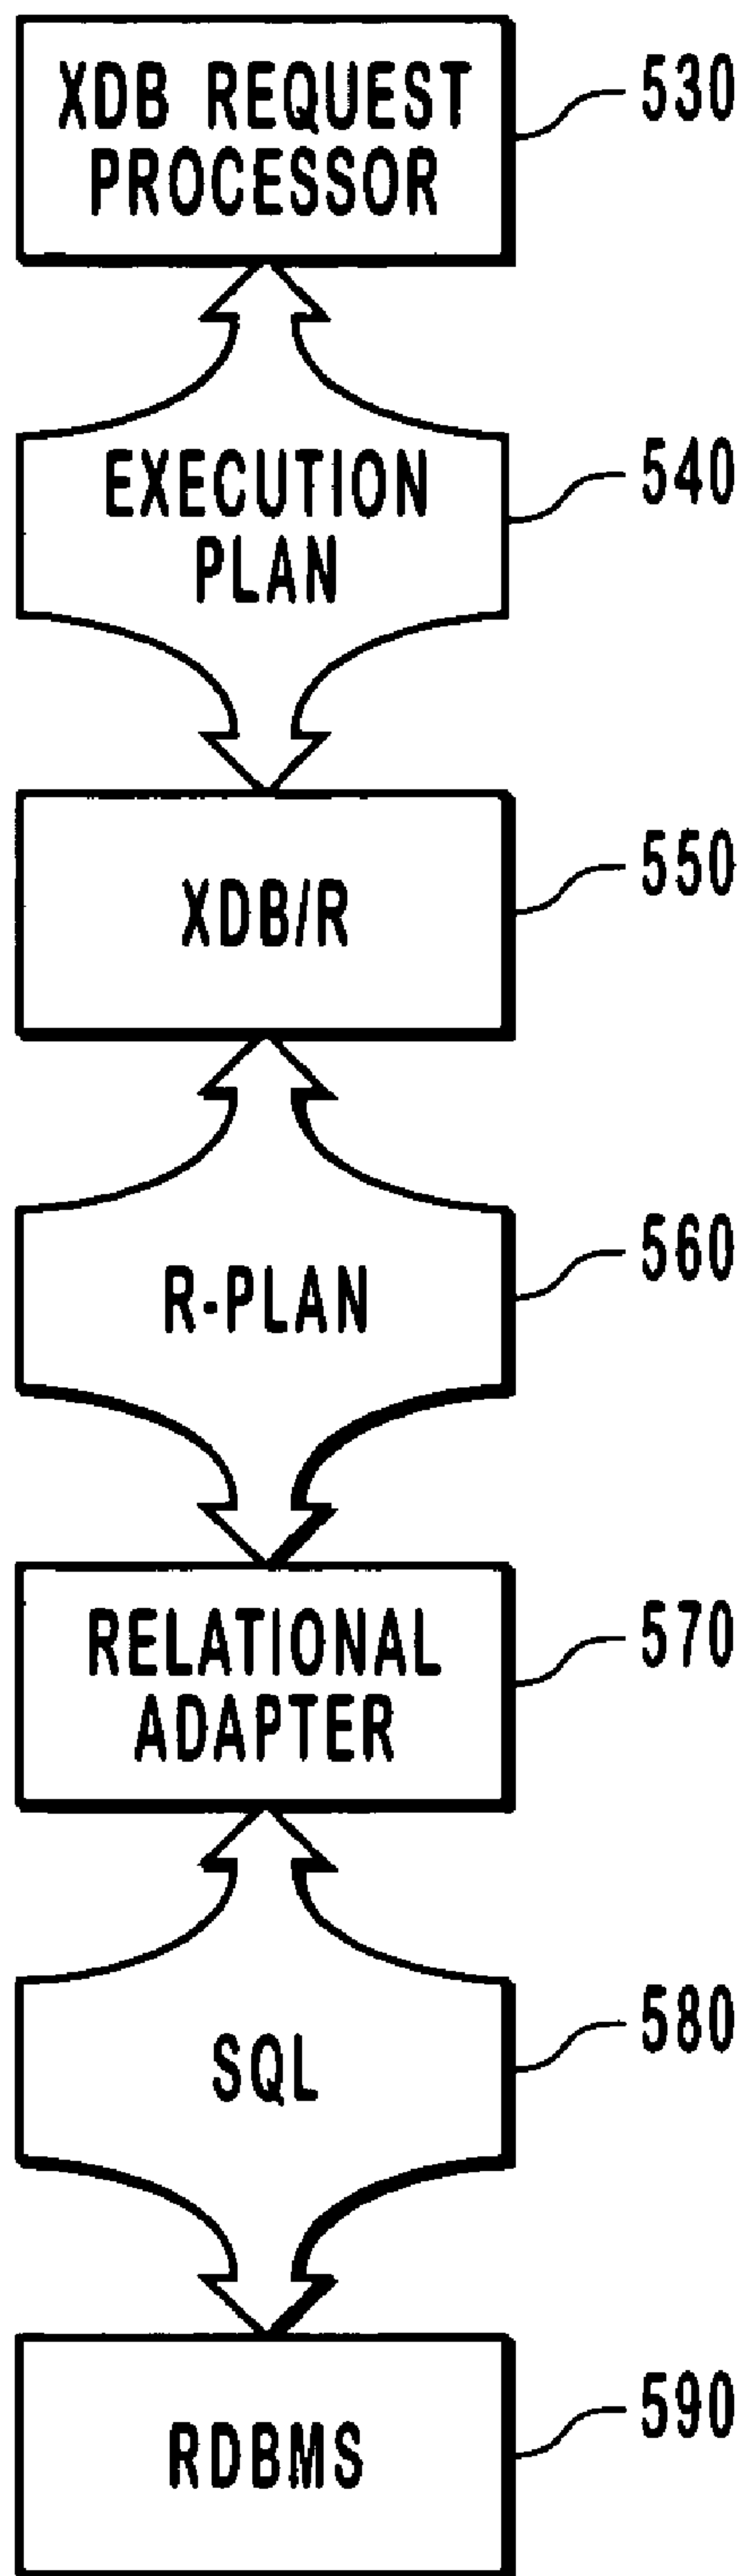 XDB REQUEST
PROCESSOR
530
EXECUTION
PLAN
540
XDB/R
550
R-PLAN
560
RELATIONAL
ADAPTER
570
SQL
580
RDBMS
590